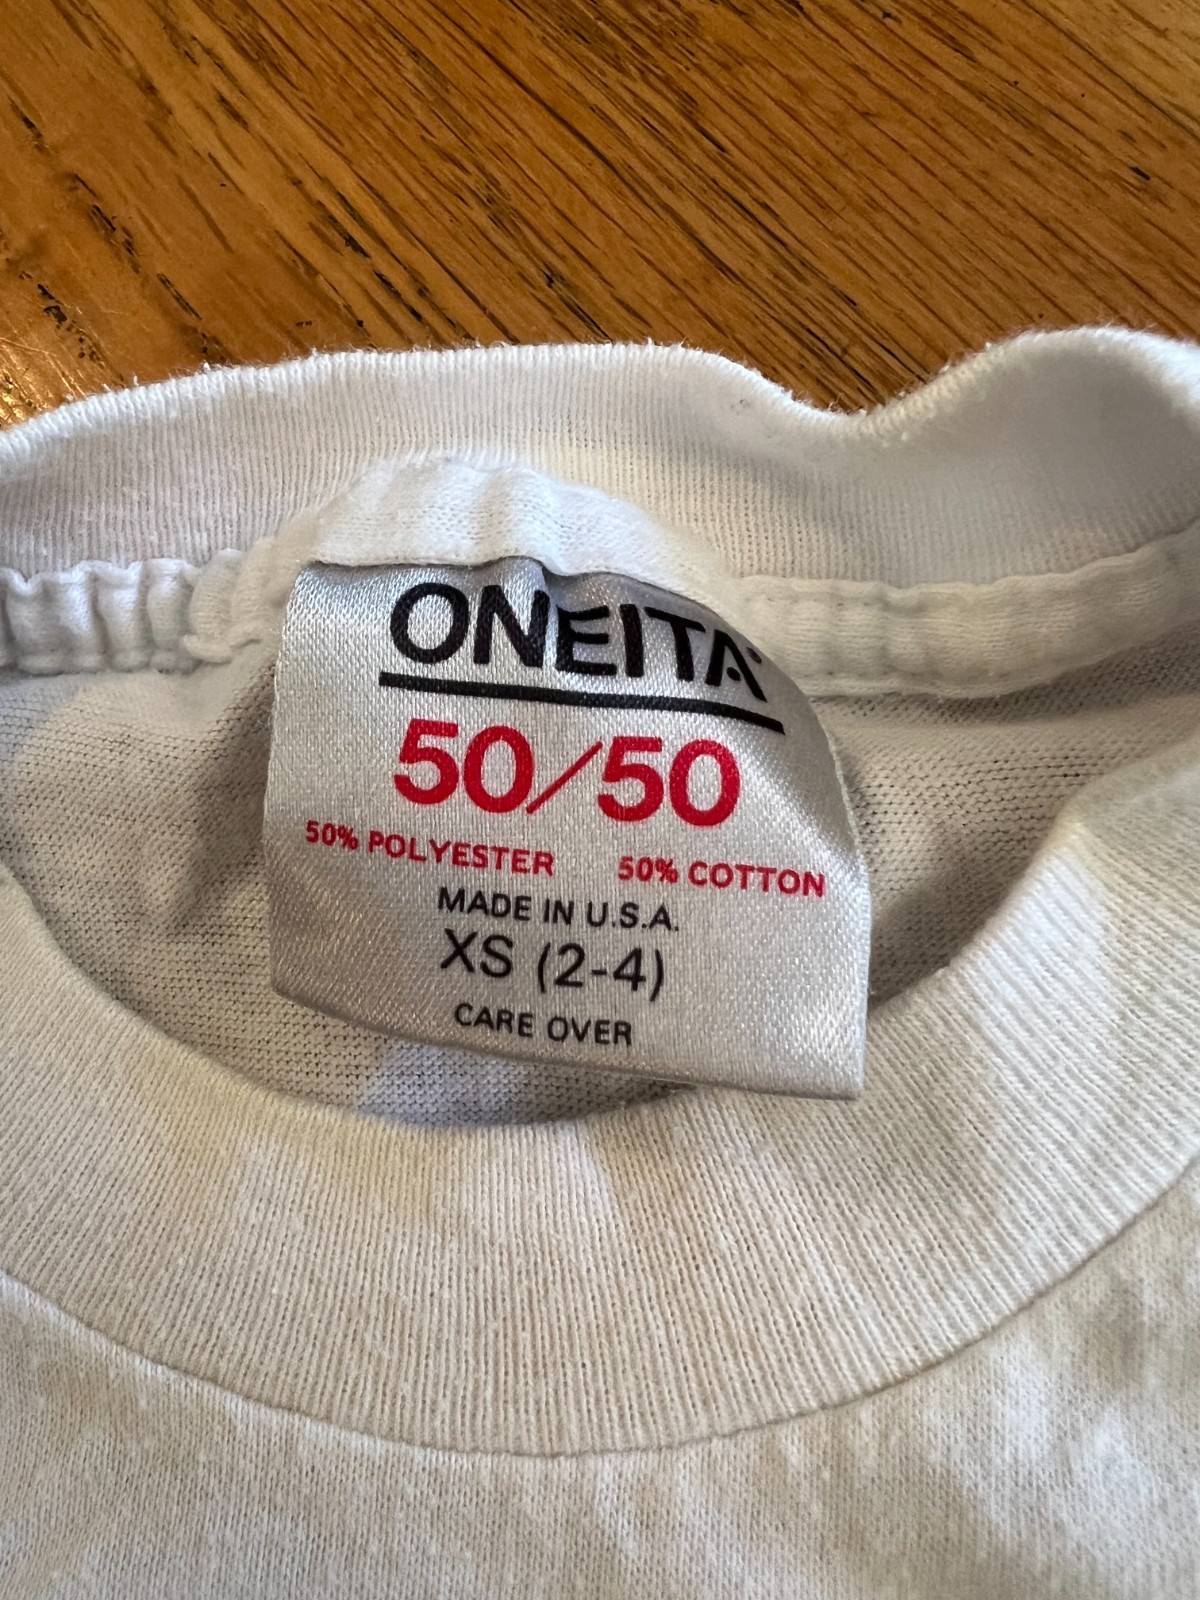 ONEITA
50/50
50% POLYESTER 50% COTTON
MADE IN U.S.A.
XS (2-4)
CARE OVER